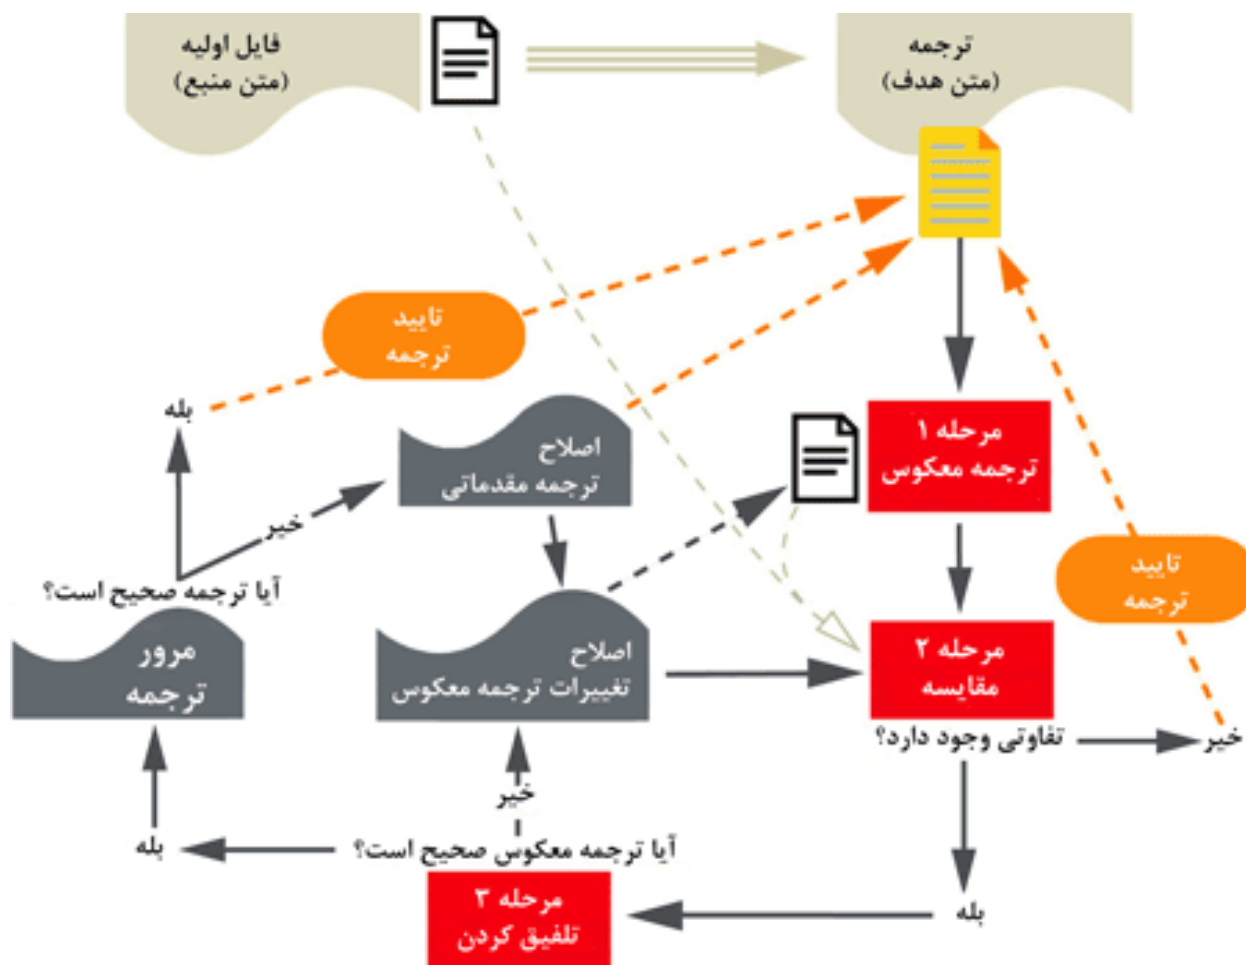 فایل اولیه
(متن منبع)
ترجمه
(متن هدف)
تایید
ترجمه
بله
اصلاح
ترجمه مقدماتی
مرحله ۱
ترجمه معکوس
خیر
آیا ترجمه صحیح است؟
تایید
ترجمه
مرور
ترجمه
اصلاح
تغییرات ترجمه معکوس
مرحله ۲
مقایسه
تفاوتی وجود دارد؟
خیر
خیر
بله
آیا ترجمه معکوس صحیح است؟
مرحله ۳
تلفیق کردن
بله